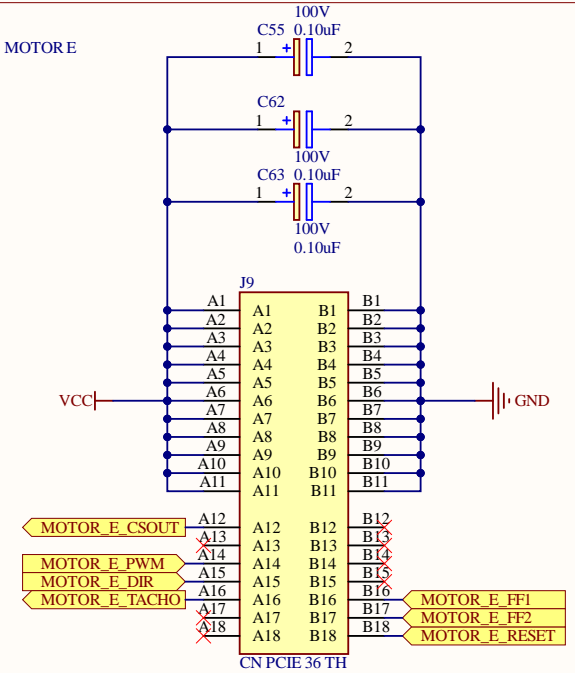 100V
C55 0.10uF
MOTOR E
1 + 2
C62
1 + 2
100V
C63 0.10uF
1 + 2
100V
0.10uF
J9
A1 A1 B1 B1
A2 A2 B2 B2
A3 A3 B3 B3
A4 A4 B4 B4
A5 A5 B5 B5
VCC A6 A6 B6 B6 GND
A7 A7 B7 B7
A8 A8 B8 B8
A9 A9 B9 B9
A10 A10 B10 B10
A11 A11 B11 B11
MOTOR_E_CSOUT A12 A12 B12 B12
A13 A13 B13 B13
MOTOR_E_PWM A14 A14 B14 B14
MOTOR_E_DIR A15 A15 B15 B15
MOTOR_E_TACHO A16 A16 B16 B16 MOTOR_E_FF1
A17 A17 B17 B17 MOTOR_E_FF2
A18 A18 B18 B18 MOTOR_E_RESET
CN PCIE 36 TH